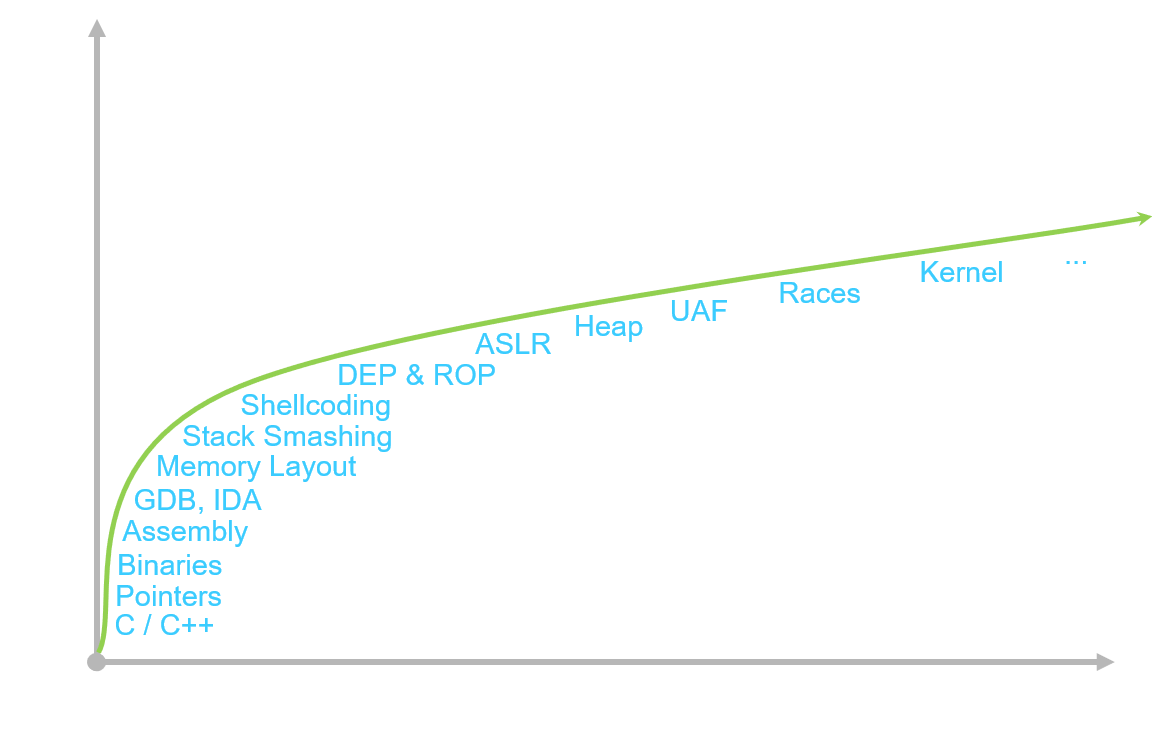 ...
Kernel
Races
UAF
Heap
ASLR
DEP & ROP
Shellcoding
Stack Smashing
Memory Layout
GDB, IDA
Assembly
Binaries
Pointers
C / C++